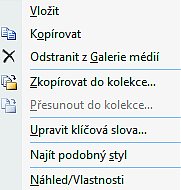 Vložit
Kopírovat
Odstranit z Galerie médií
Zkopírovat do kolekce...
Přesunout do kolekce...
Upravit klíčová slova...
Najít podobný styl
Náhled/Vlastnosti